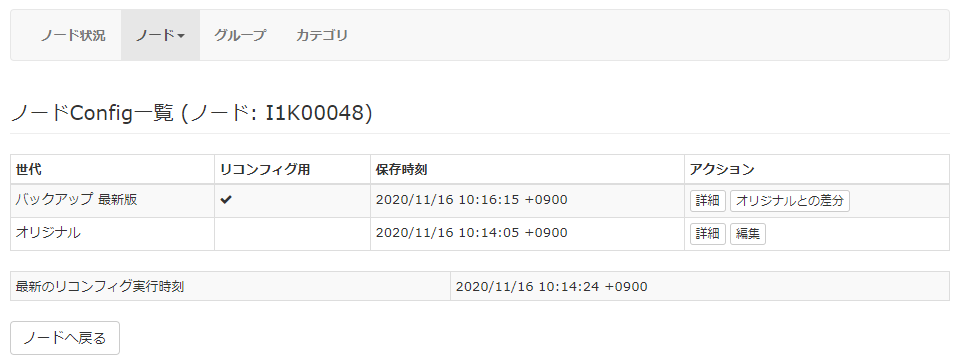 ノード状況 ノード グループ カテゴリ
ノードConfig一覧 (ノード: I1K00048)
世代 リコンフィグ用 保存時刻 アクション
バックアップ 最新版 ✔ 2020/11/16 10:16:15 +0900 詳細 オリジナルとの差分
オリジナル 2020/11/16 10:14:05 +0900 詳細 編集
最新のリコンフィグ実行時刻 2020/11/16 10:14:24 +0900
ノードへ戻る